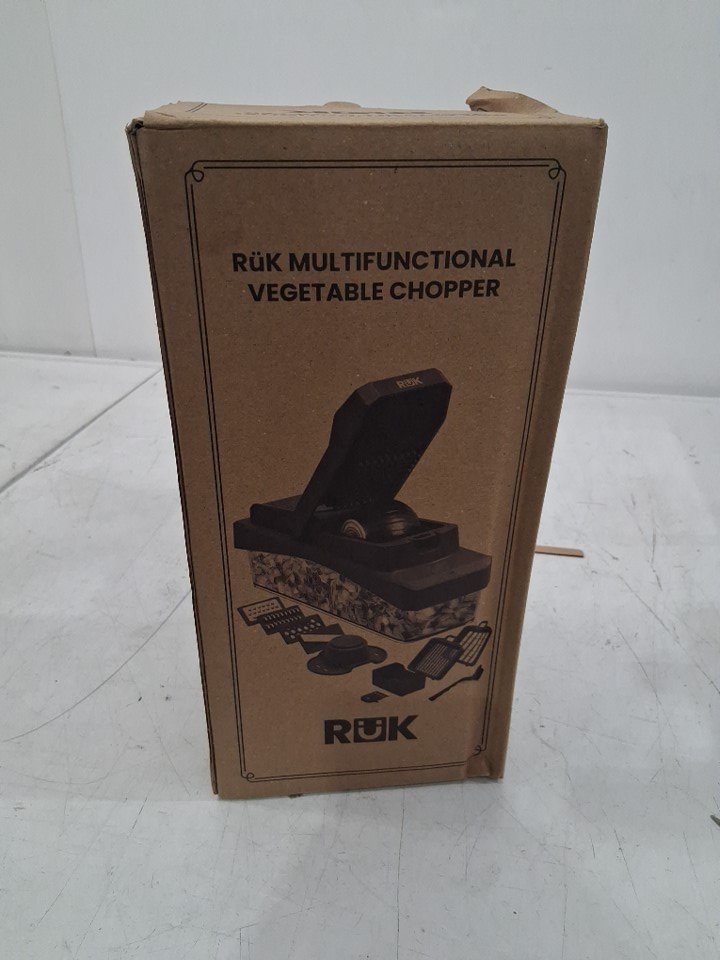 RüK MULTIFUNCTIONAL
VEGETABLE CHOPPER
RÜK
RÜK